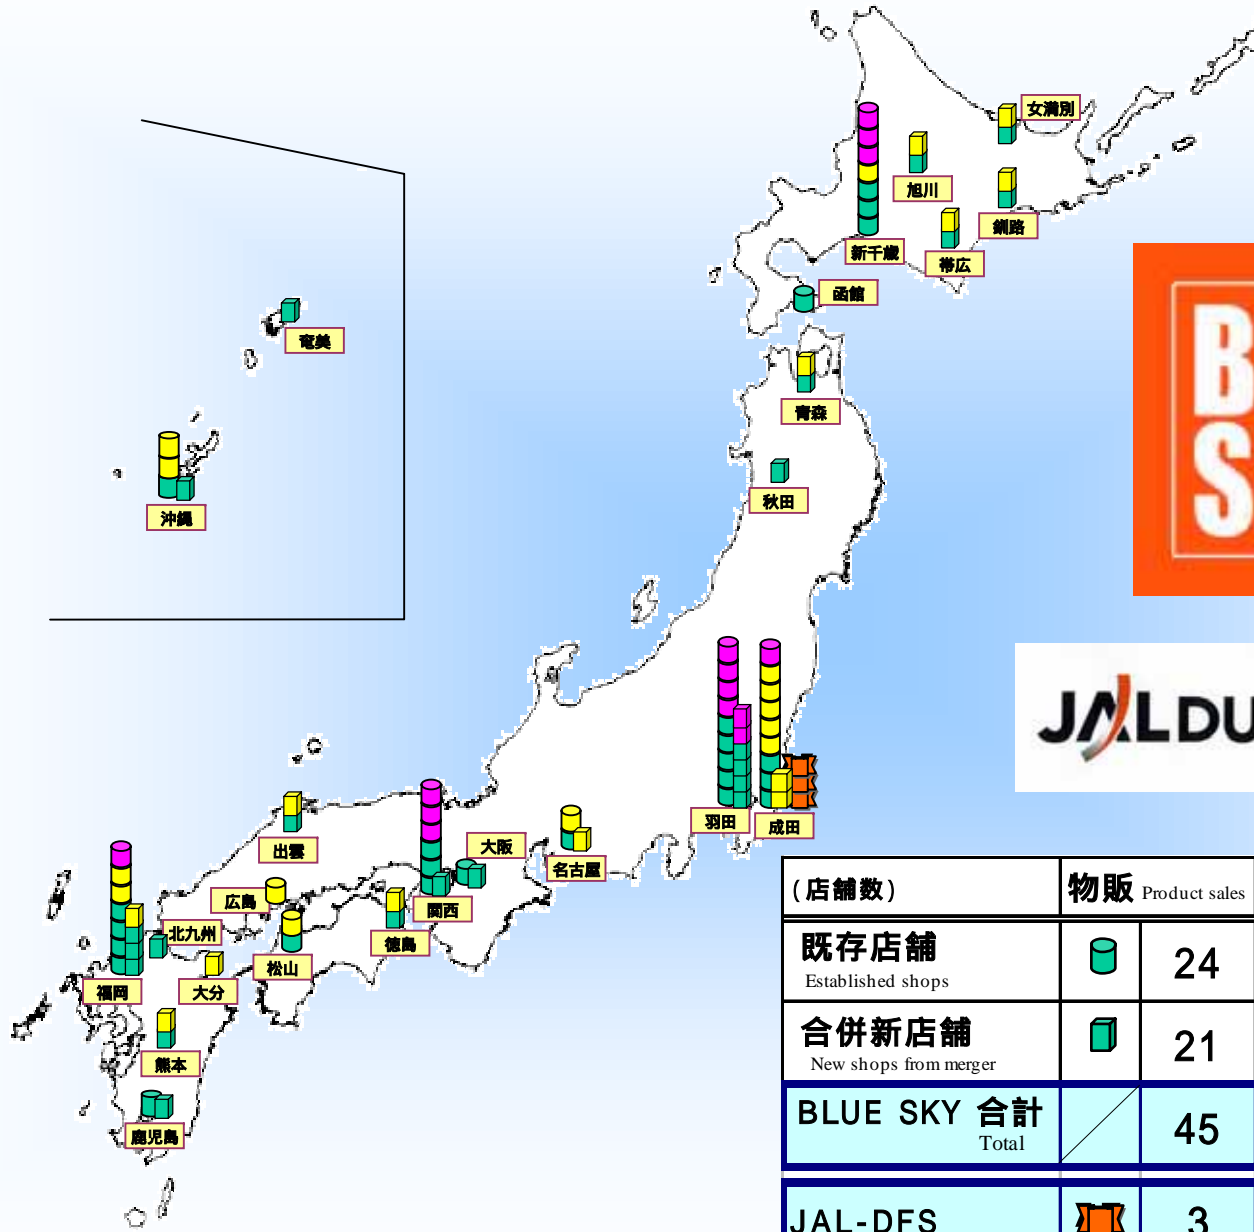 女満別
旭川
釧路
新千歳
帯広
函館
奄美
青森
秋田
沖縄
B
S
JALDU
羽田
成田
出雲
大阪
名古屋
関西
広島
徳島
北九州
松山
福岡
大分
熊本
鹿児島
(店舗数) 物販 Product sales
既存店舗 24
Established shops
合併新店舗 21
New shops from merger
BLUE SKY 合計 45
Total
JAL-DFS 3